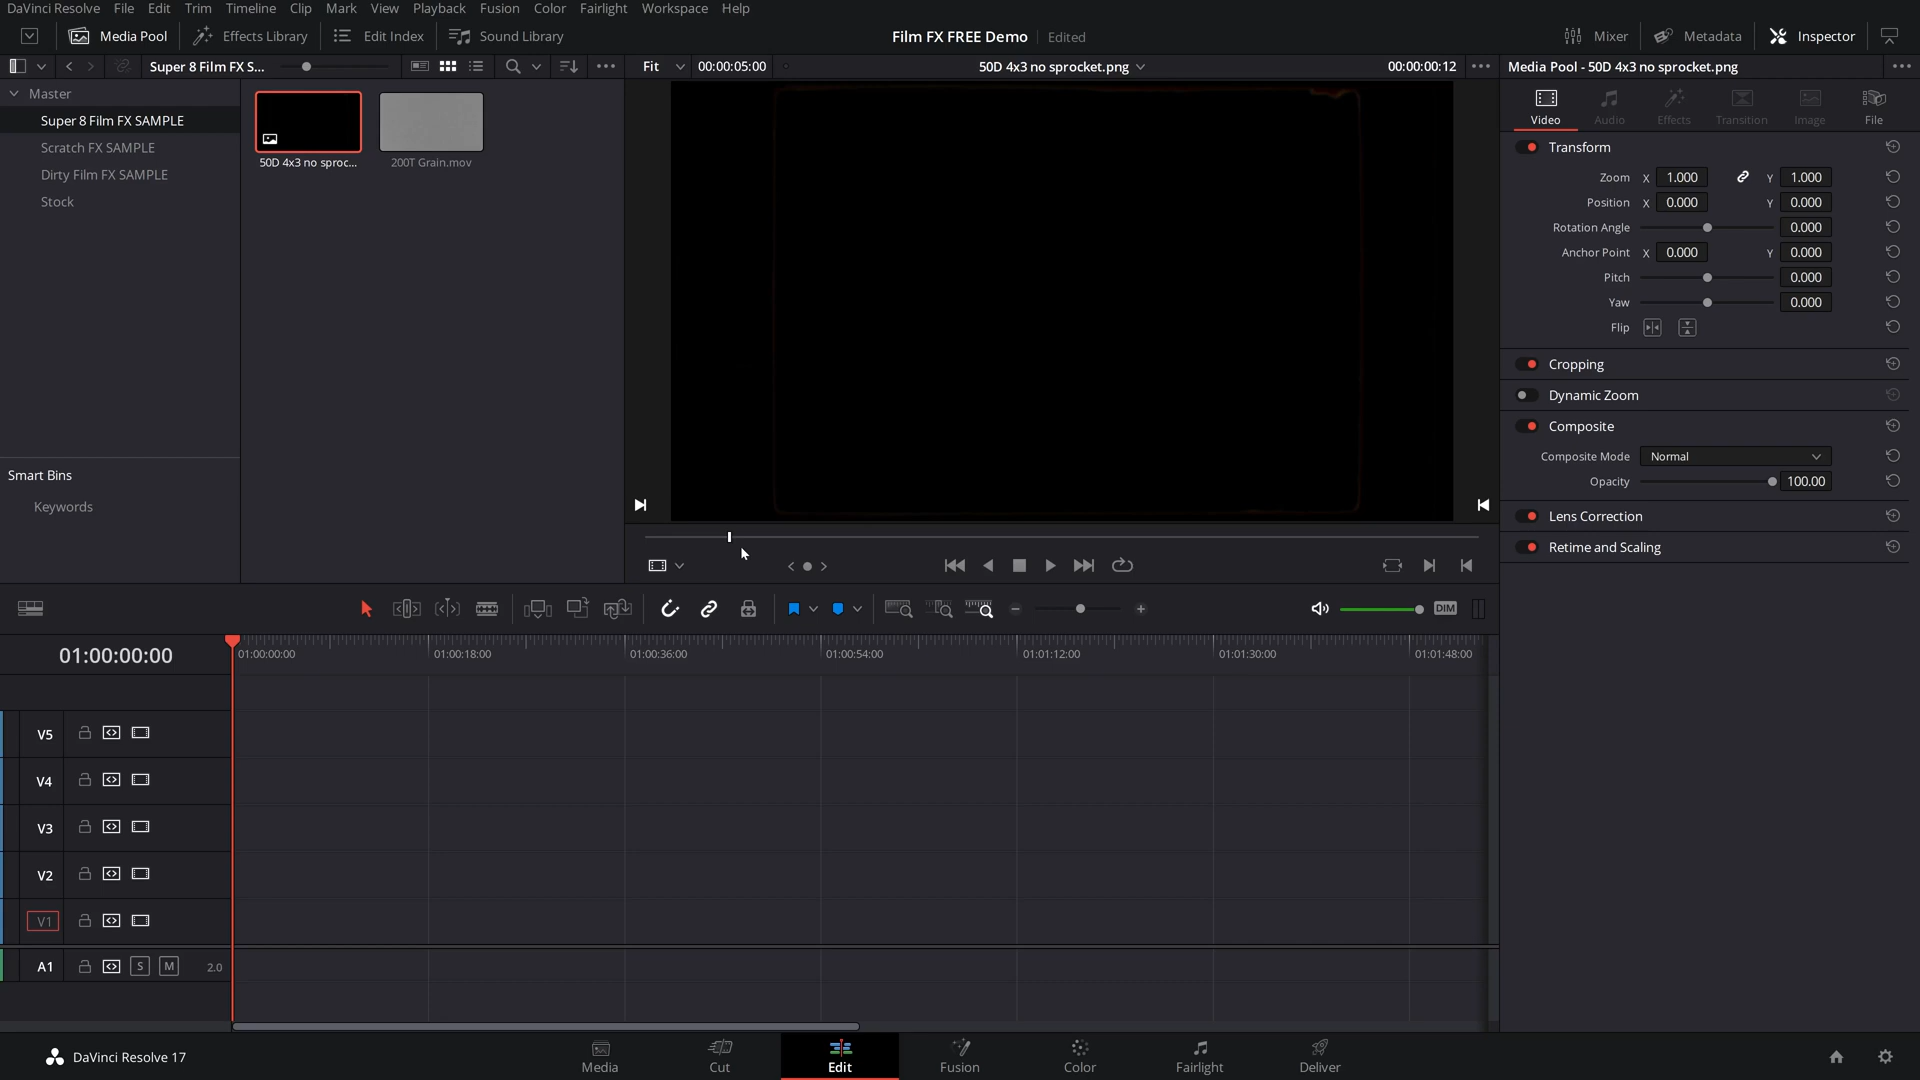 DaVinci Resolve File Edit Trim Timeline Clip Mark View Playback Fusion Color Fairlight Workspace Help
Media Pool Effects Library Edit Index Sound Library Film FX FREE Demo Edited Mixer Metadata Inspector
Super 8 Film FX S... Fit 00:00:05:00 50D 4x3 no sprocket.png 00:00:00:12 Media Pool - 50D 4x3 no sprocket.png
Master
Super 8 Film FX SAMPLE
Scratch FX SAMPLE
Dirty Film FX SAMPLE
Stock
50D 4x3 no sproc... 200T Grain.mov
Smart Bins
Keywords
Video Audio Effects Transition Image File
Transform
Zoom X 1.000 Y 1.000
Position X 0.000 Y 0.000
Rotation Angle 0.000
Anchor Point X 0.000 Y 0.000
Pitch 0.000
Yaw 0.000
Flip
Cropping
Dynamic Zoom
Composite
Composite Mode Normal
Opacity 100.00
Lens Correction
Retime and Scaling
DIM
01:00:00:00 01:00:00:00 01:00:18:00 01:00:36:00 01:00:54:00 01:01:12:00 01:01:30:00 01:01:48:00
V5
V4
V3
V2
V1
A1 S M 2.0
DaVinci Resolve 17 Media Cut Edit Fusion Color Fairlight Deliver